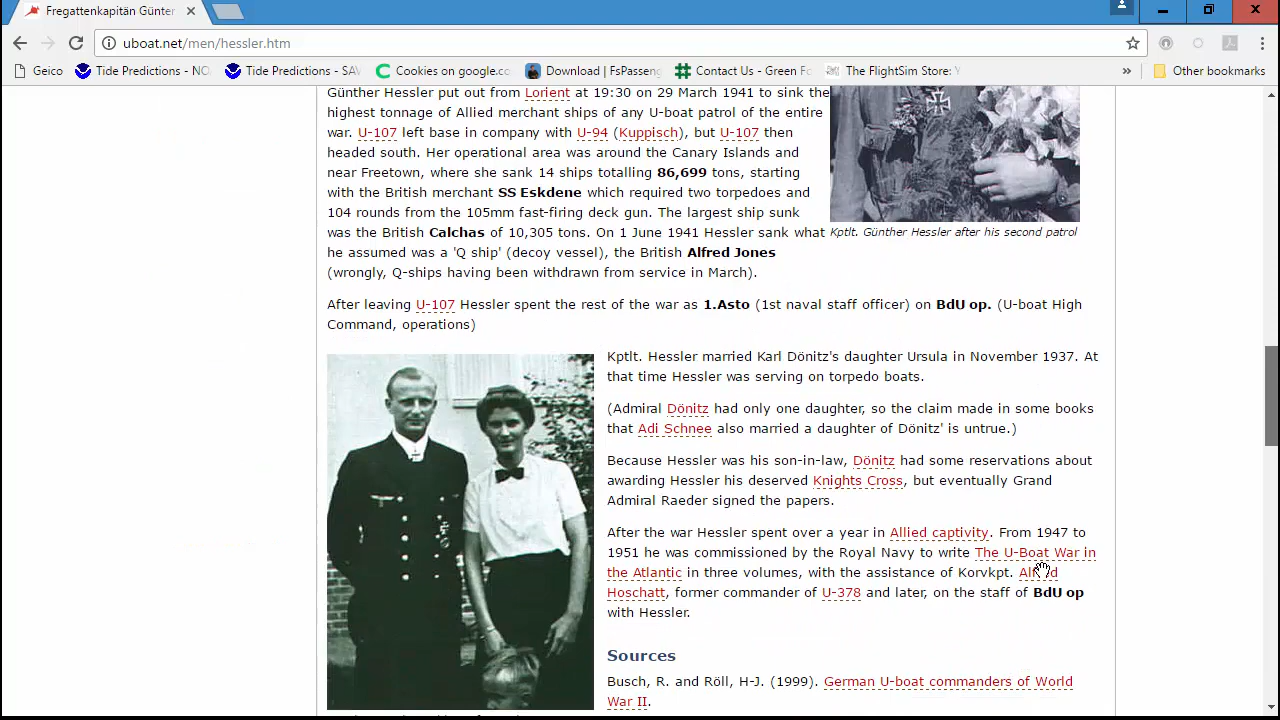 Fregattenkapitän Günter
uboat.net/men/hessler.htm
Geico
Tide Predictions - NO
Tide Predictions - SAV
Cookies on google.co
Download | FsPasseng
Contact Us - Green Fo
The FlightSim Store:
»
Other bookmarks
Günther Hessler put out from Lorient at 19:30 on 29 March 1941 to sink the
highest tonnage of Allied merchant ships of any U-boat patrol of the entire
war. U-107 left base in company with U-94 (Kuppisch), but U-107 then
headed south. Her operational area was around the Canary Islands and
near Freetown, where she sank 14 ships totalling 86,699 tons, starting
with the British merchant SS Eskdene which required two torpedoes and
104 rounds from the 105mm fast-firing deck gun. The largest ship sunk
was the British Calchas of 10,305 tons. On 1 June 1941 Hessler sank what
he assumed was a 'Q ship' (decoy vessel), the British Alfred Jones
(wrongly, Q-ships having been withdrawn from service in March).
Kptlt. Günther Hessler after his second patrol
After leaving U-107 Hessler spent the rest of the war as 1.Asto (1st naval staff officer) on BdU op. (U-boat High
Command, operations)
Kptlt. Hessler married Karl Dönitz's daughter Ursula in November 1937. At
that time Hessler was serving on torpedo boats.
(Admiral Dönitz had only one daughter, so the claim made in some books
that Adi Schnee also married a daughter of Dönitz' is untrue.)
Because Hessler was his son-in-law, Dönitz had some reservations about
awarding Hessler his deserved Knights Cross, but eventually Grand
Admiral Raeder signed the papers.
After the war Hessler spent over a year in Allied captivity. From 1947 to
1951 he was commissioned by the Royal Navy to write The U-Boat War in
the Atlantic in three volumes, with the assistance of Korvkpt. Alfred
Hoschatt, former commander of U-378 and later, on the staff of BdU op
with Hessler.
Sources
Busch, R. and Röll, H-J. (1999). German U-boat commanders of World
War II.